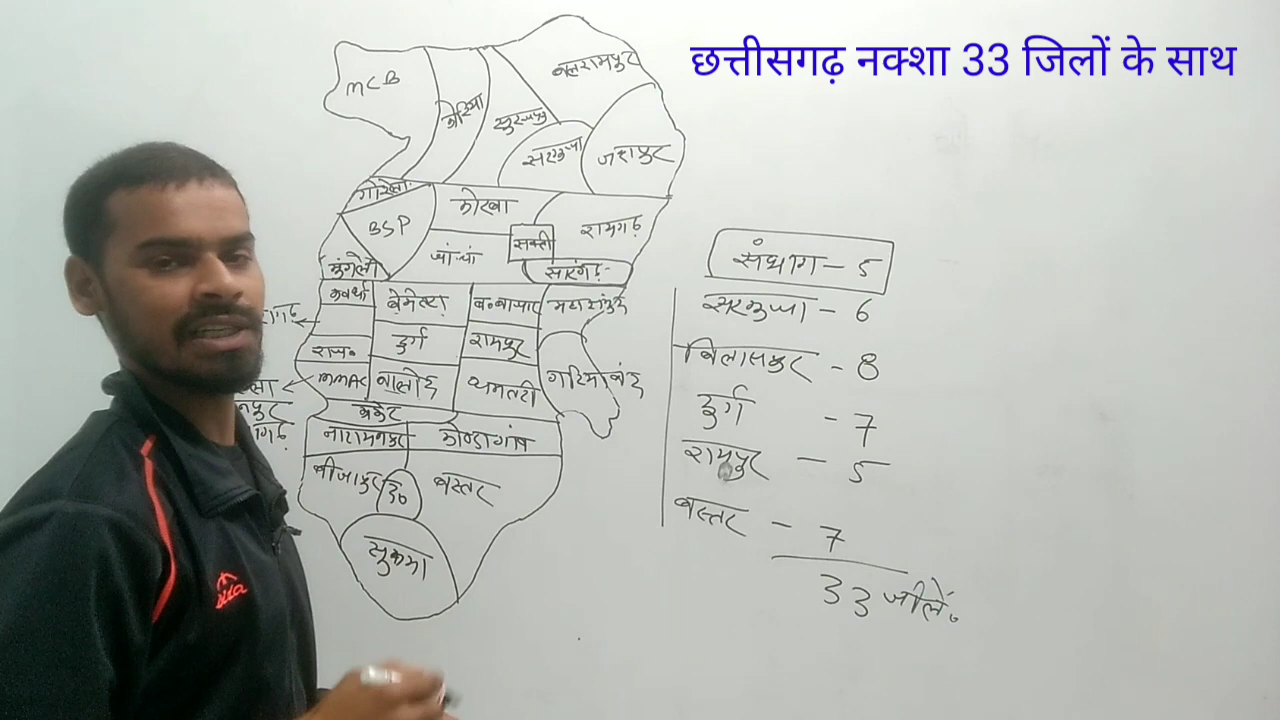 छत्तीसगढ़ नक्शा 33 जिलों के साथ
MCB
कोरिया
सुरजपुर
बलरामपुर
सरगुजा
जशपुर
गोरेला
BSP
कोरबा
रायगढ़
सक्ती
जां-चां
मुंगेली
सारंगढ़-
कवर्धा
बेमेतरा
ब०बाजार
महासमुंद
राज०
दुर्ग
रायपुर
MMAC
बालोद
धमतरी
गरियाबंद
कांकेर
नारायणपुर
कोण्डागांव
बीजापुर
द०
बस्तर
सुकमा
संभाग - 5
सरगुजा - 6
बिलासपुर - 8
दुर्ग - 7
रायपुर - 5
बस्तर - 7
33 जीलें.